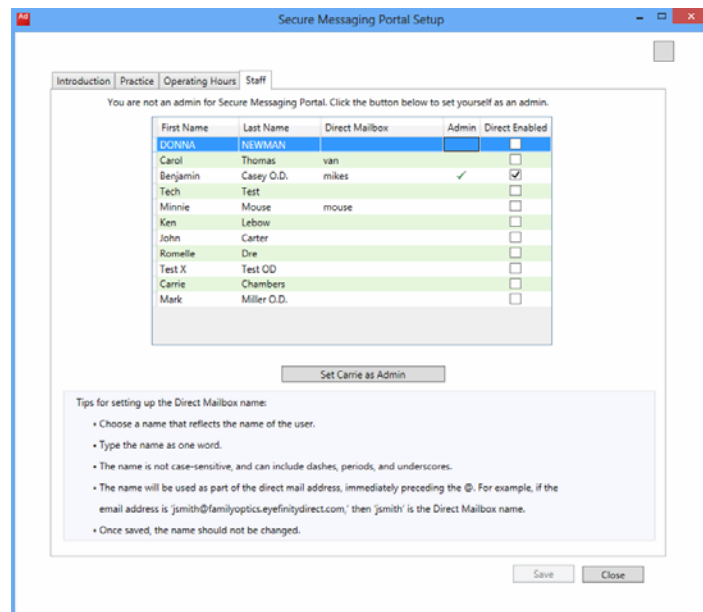 Ad
Secure Messaging Portal Setup
Introduction Practice Operating Hours Staff
You are not an admin for Secure Messaging Portal. Click the button below to set yourself as an admin.
First Name Last Name Direct Mailbox Admin Direct Enabled
DONNA NEWMAN
Carol Thomas van
Benjamin Casey O.D. mikes
Tech Test
Minnie Mouse mouse
Ken Lebow
John Carter
Romelle Dre
Test X Test OD
Carrie Chambers
Mark Miller O.D.
Set Carrie as Admin
Tips for setting up the Direct Mailbox name:
• Choose a name that reflects the name of the user.
• Type the name as one word.
• The name is not case-sensitive, and can include dashes, periods, and underscores.
• The name will be used as part of the direct mail address, immediately preceding the @. For example, if the
email address is 'jsmith@familyoptics.eyefinitydirect.com,' then 'jsmith' is the Direct Mailbox name.
• Once saved, the name should not be changed.
Save Close